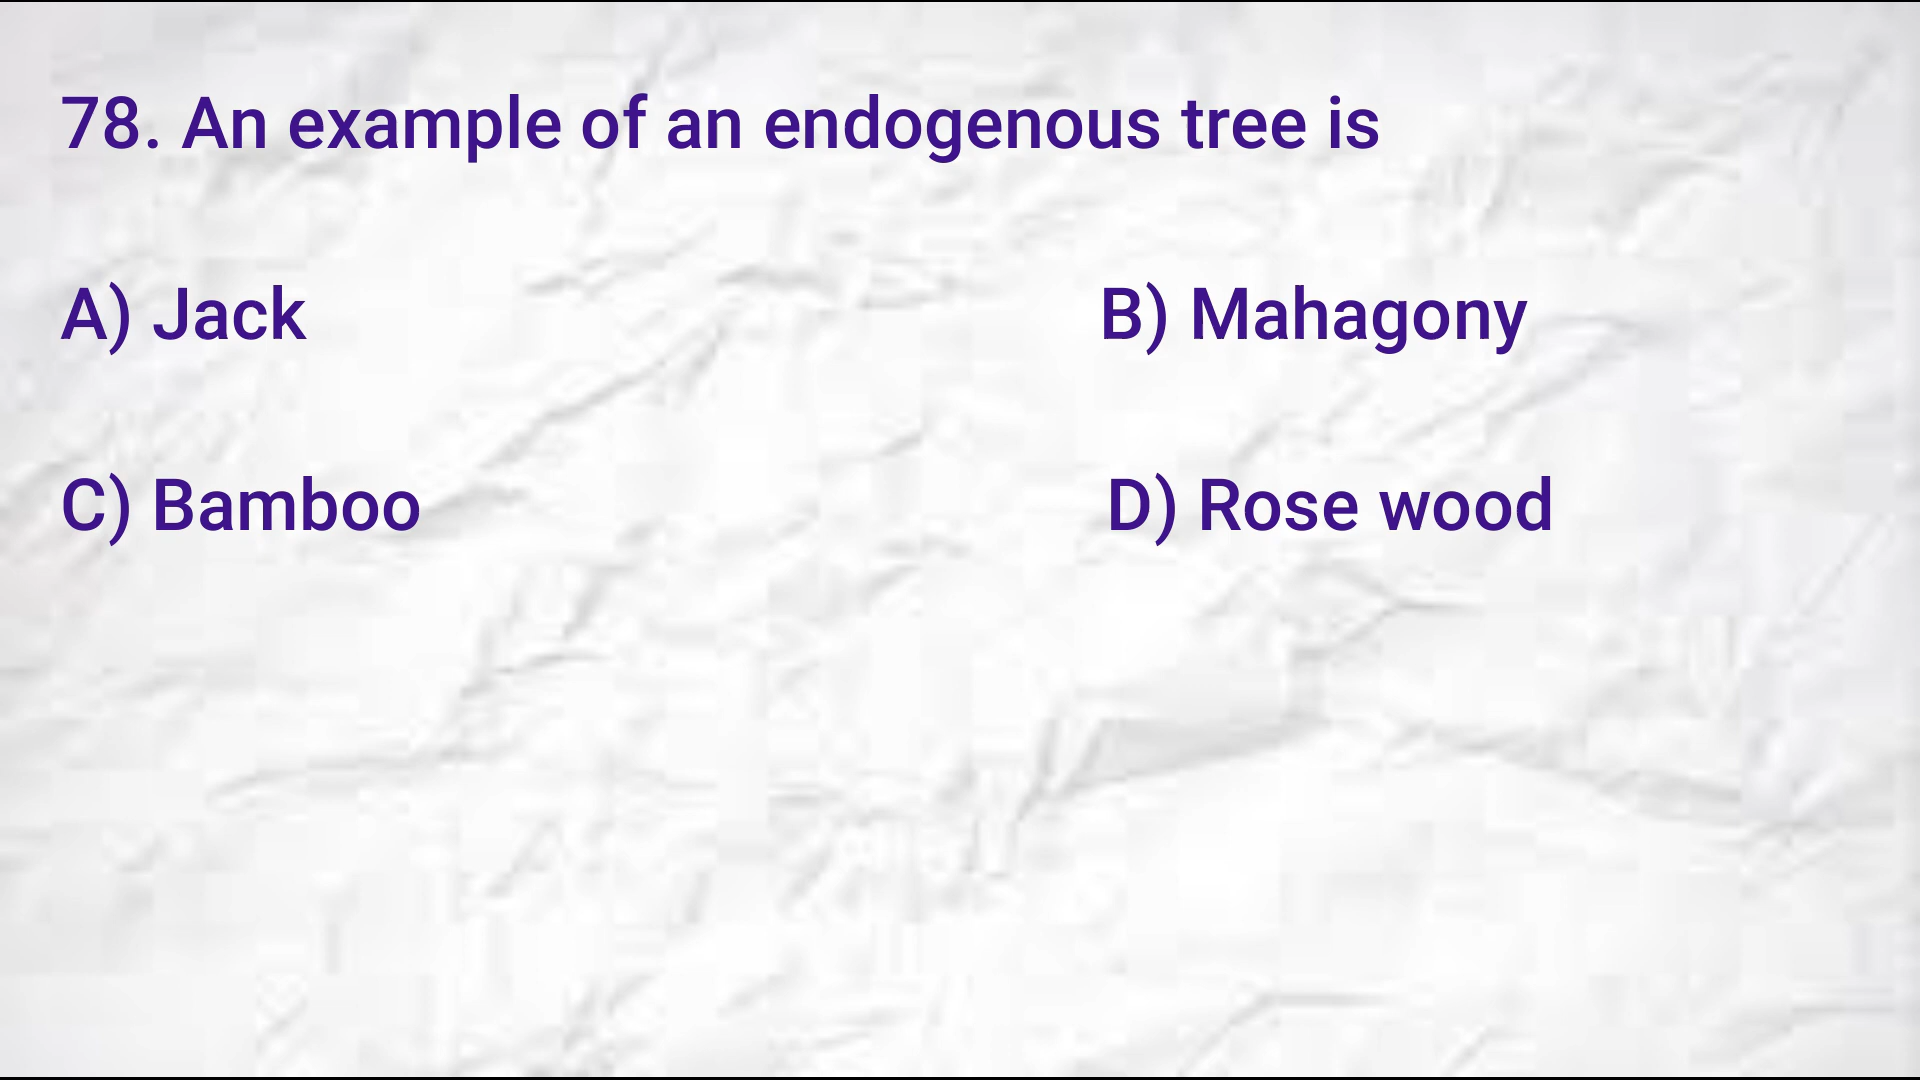 78. An example of an endogenous tree is
A) Jack
B) Mahagony
C) Bamboo
D) Rose wood